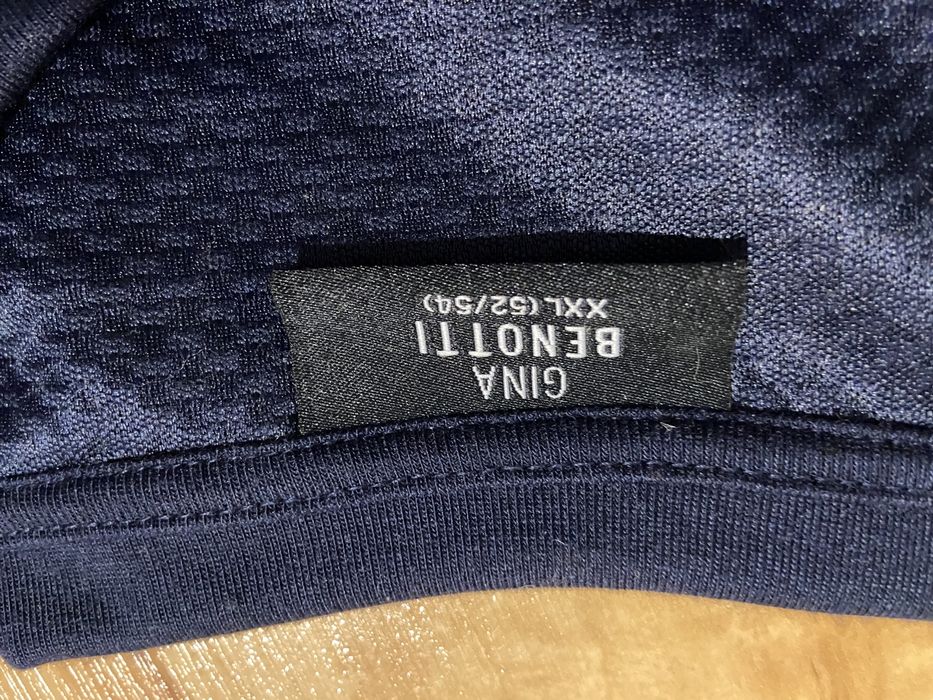 GINA
BENOTTI
XXL (52/54)